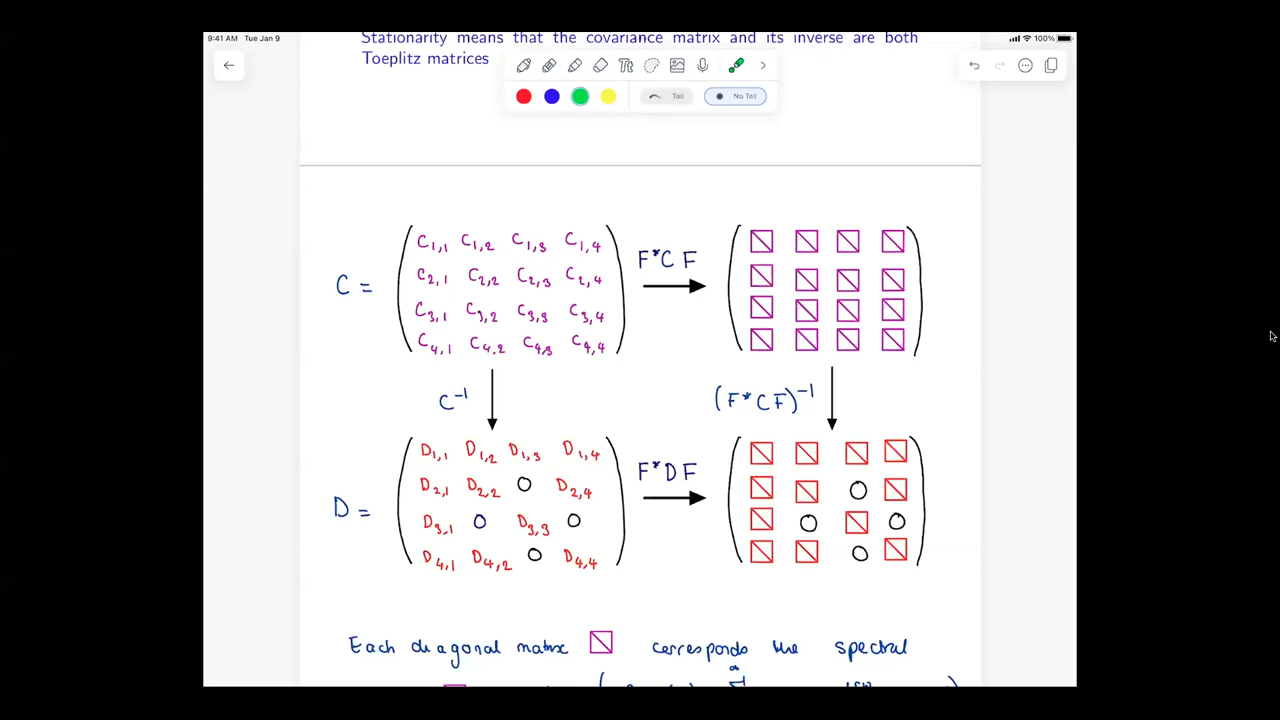 Stationarity means that the covariance matrix and its inverse are both
9:41 AM Tue Jan 9
100%
Toeplitz matrices
Tail
No Tail
C =
C1,1 C1,2 C1,3 C1,4
C2,1 C2,2 C2,3 C2,4
C3,1 C3,2 C3,3 C3,4
C4,1 C4,2 C4,3 C4,4
F*CF
C⁻¹
(F*CF)⁻¹
D =
D1,1 D1,2 D1,3 D1,4
D2,1 D2,2 O D2,4
D3,1 O D3,3 O
D4,1 D4,2 O D4,4
F*DF
O
O O
O
Each diagonal matrix corresponds the spectral